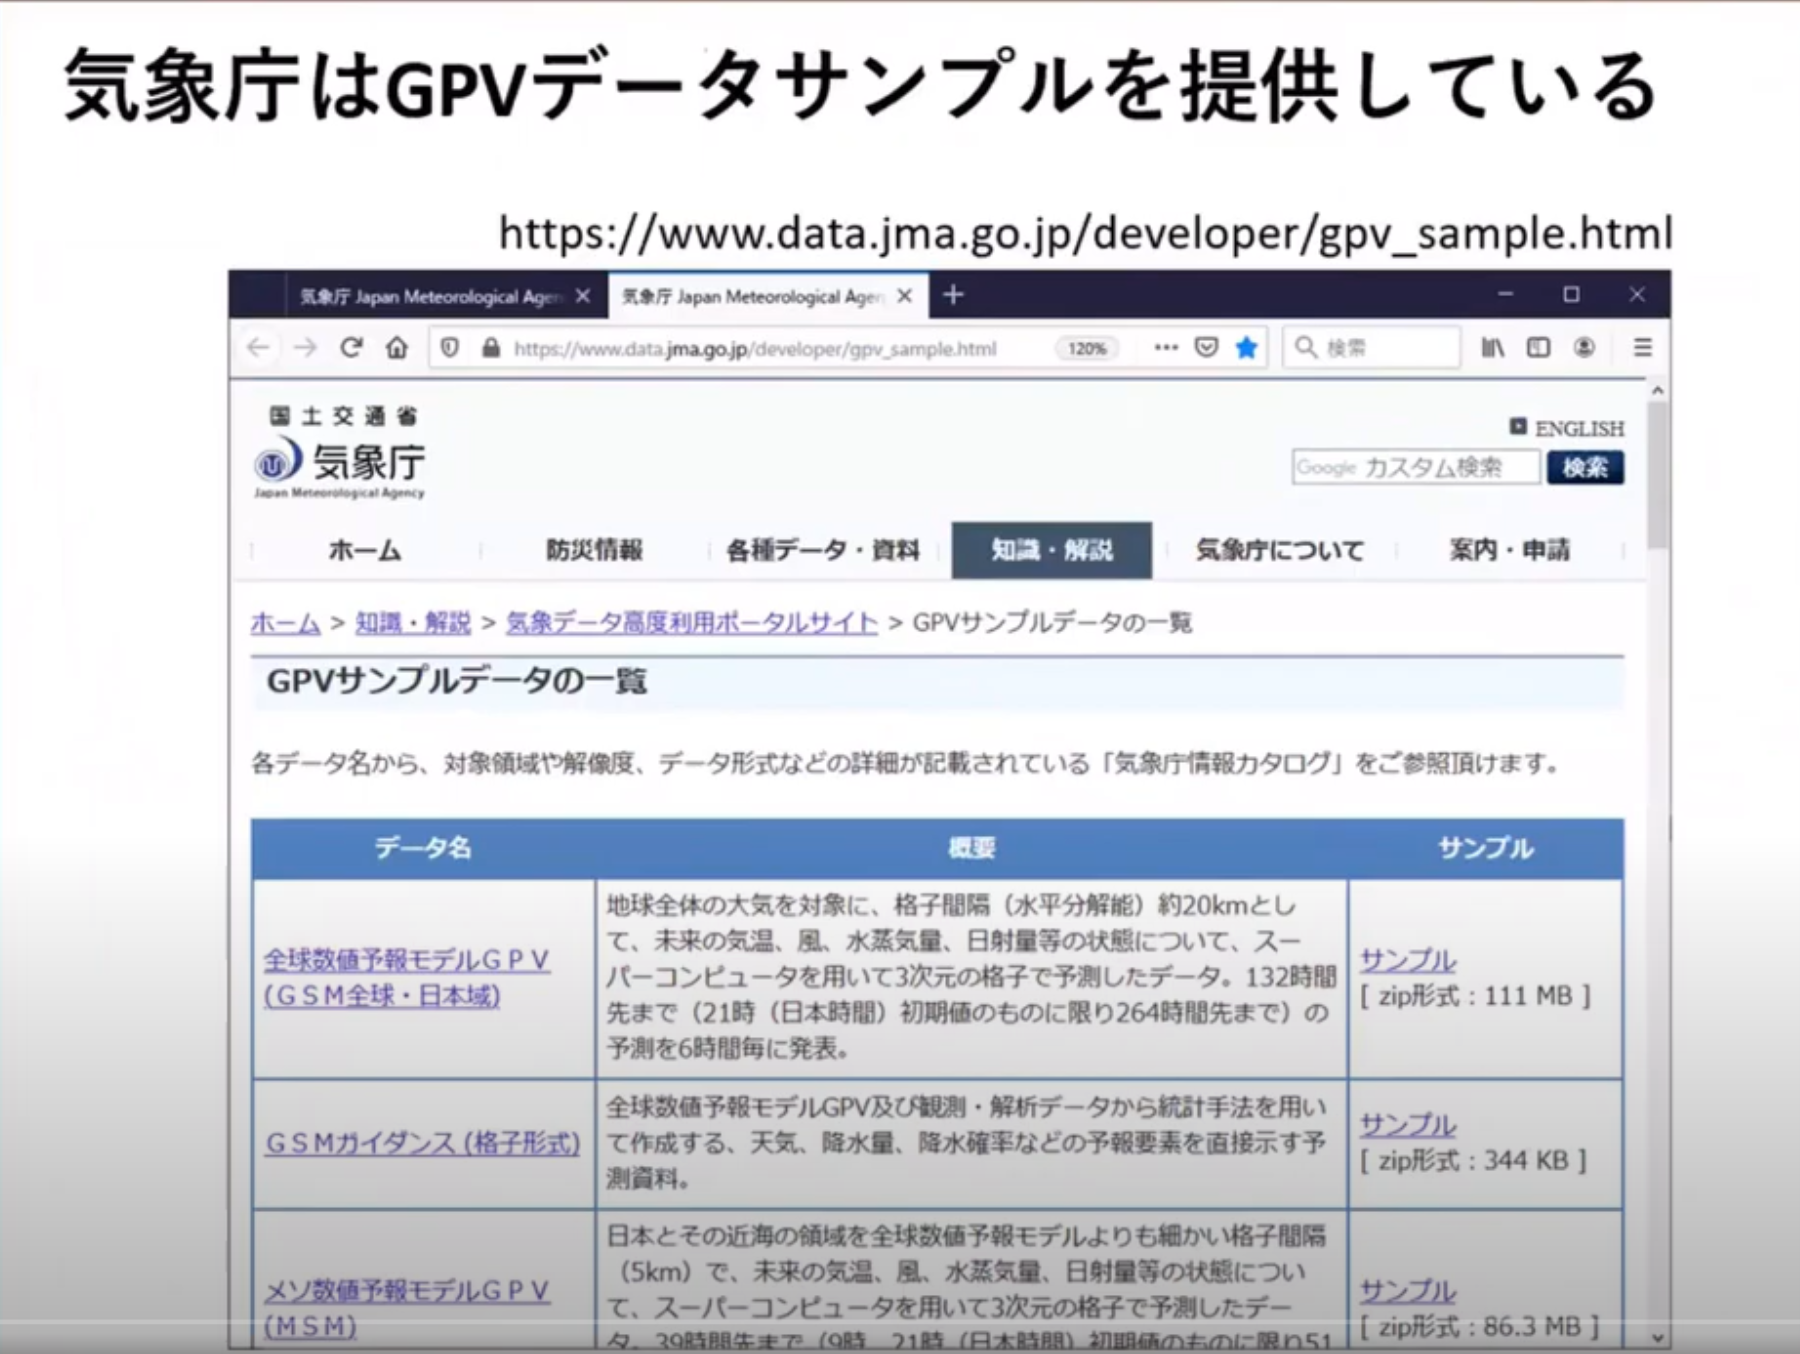 気象庁はGPVデータサンプルを提供している
https://www.data.jma.go.jp/developer/gpv_sample.html
気象庁 Japan Meteorological Agen
気象庁 Japan Meteorological Agen
https://www.data.jma.go.jp/developer/gpv_sample.html
120%
検索
国土交通省
気象庁
Japan Meteorological Agency
ENGLISH
Google カスタム検索
検索
ホーム
防災情報
各種データ・資料
知識・解説
気象庁について
案内・申請
ホーム > 知識・解説 > 気象データ高度利用ポータルサイト > GPVサンプルデータの一覧
GPVサンプルデータの一覧
各データ名から、対象領域や解像度、データ形式などの詳細が記載されている「気象庁情報カタログ」をご参照頂けます。
データ名
概要
サンプル
全球数値予報モデルＧＰＶ
(ＧＳＭ全球・日本域)
地球全体の大気を対象に、格子間隔（水平分解能）約20kmとし
て、未来の気温、風、水蒸気量、日射量等の状態について、スー
パーコンピュータを用いて3次元の格子で予測したデータ。132時間
先まで（21時（日本時間）初期値のものに限り264時間先まで）の
予測を6時間毎に発表。
サンプル
[ zip形式：111 MB ]
ＧＳＭガイダンス (格子形式)
全球数値予報モデルGPV及び観測・解析データから統計手法を用い
て作成する、天気、降水量、降水確率などの予報要素を直接示す予
測資料。
サンプル
[ zip形式：344 KB ]
メソ数値予報モデルＧＰＶ
(ＭＳＭ)
日本とその近海の領域を全球数値予報モデルよりも細かい格子間隔
（5km）で、未来の気温、風、水蒸気量、日射量等の状態につい
て、スーパーコンピュータを用いて3次元の格子で予測したデー
タ。39時間先まで（9時、21時（日本時間）初期値のものに限り51
サンプル
[ zip形式：86.3 MB ]